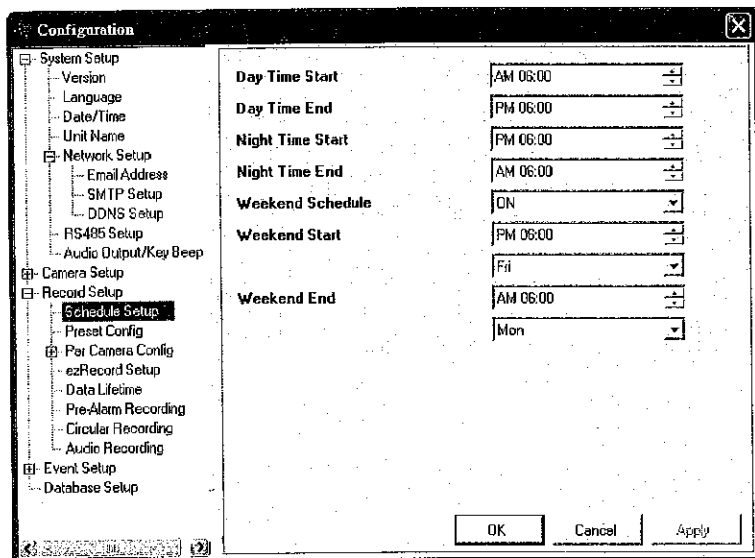 Configuration
System Setup
Version
Language
Date/Time
Unit Name
Network Setup
Email Address
SMTP Setup
DDNS Setup
RS485 Setup
Audio Output/Key Beep
Camera Setup
Record Setup
Schedule Setup
Preset Config
Per Camera Config
ezRecord Setup
Data Lifetime
Pre-Alarm Recording
Circular Recording
Audio Recording
Event Setup
Database Setup
Day Time Start AM 06:00
Day Time End PM 06:00
Night Time Start PM 06:00
Night Time End AM 06:00
Weekend Schedule ON
Weekend Start PM 06:00
Fri
Weekend End AM 06:00
Mon
OK Cancel Apply